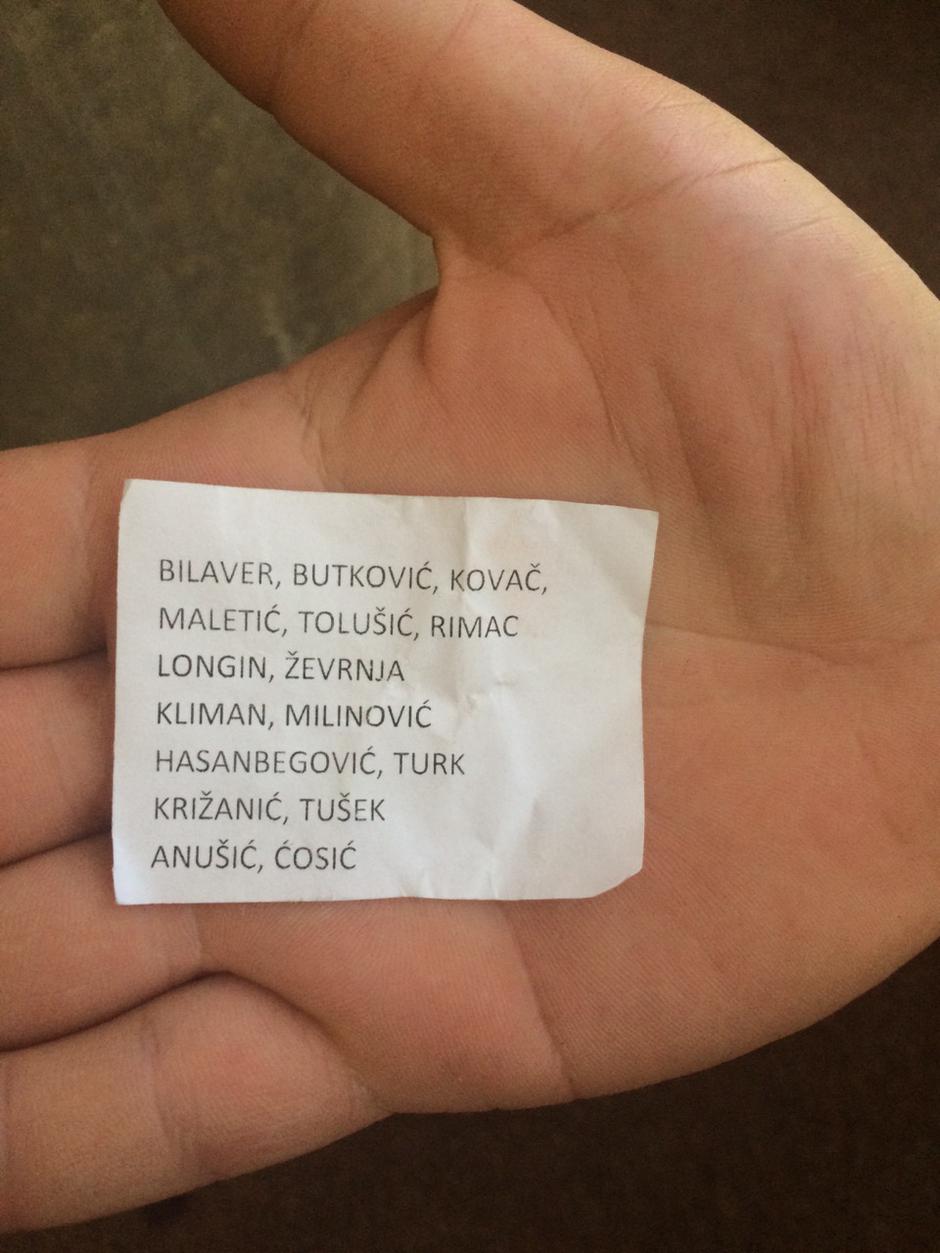 BILAVER, BUTKOVIĆ, KOVAČ,
MALETIĆ, TOLUŠIĆ, RIMAC
LONGIN, ŽEVRNJA
KLIMAN, MILINOVIĆ
HASANBEGOVIĆ, TURK
KRIŽANIĆ, TUŠEK
ANUŠIĆ, ĆOSIĆ